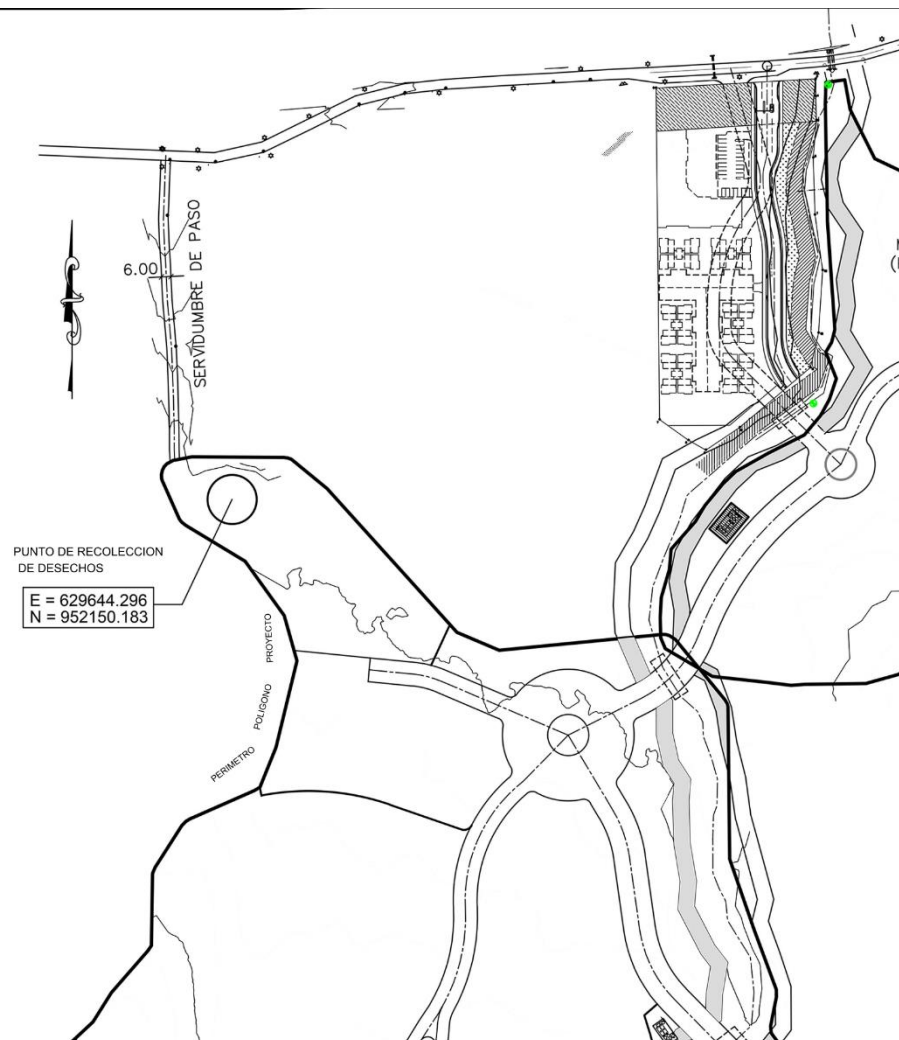 6.00
SERVIDUMBRE DE PASO
PUNTO DE RECOLECCION
DE DESECHOS
E = 629644.296
N = 952150.183
PROYECTO
POLIGONO
PERIMETRO